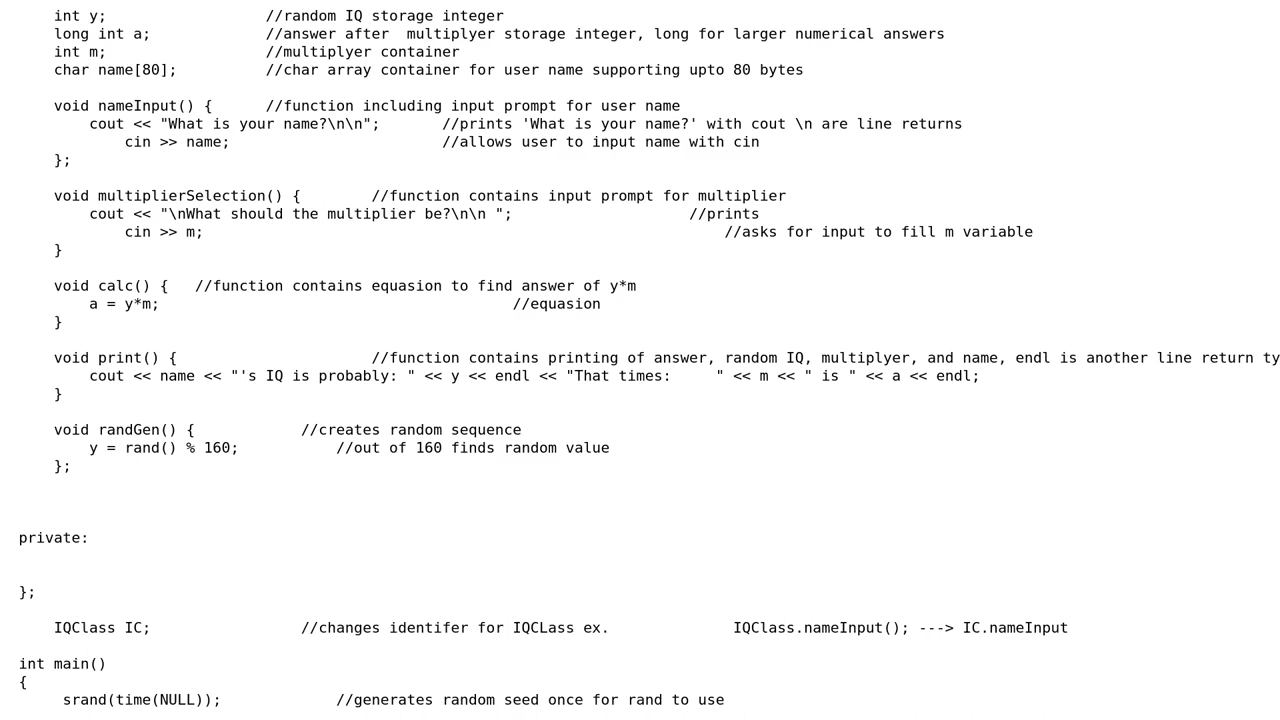 int y;                  //random IQ storage integer
long int a;             //answer after  multiplyer storage integer, long for larger numerical answers
int m;                  //multiplyer container
char name[80];          //char array container for user name supporting upto 80 bytes
void nameInput() {      //function including input prompt for user name
cout << "What is your name?\n\n";       //prints 'What is your name?' with cout \n are line returns
cin >> name;                        //allows user to input name with cin
};
void multiplierSelection() {        //function contains input prompt for multiplier
cout << "\nWhat should the multiplier be?\n\n ";                    //prints
cin >> m;                                                           //asks for input to fill m variable
}
void calc() {   //function contains equasion to find answer of y*m
a = y*m;                                        //equasion
}
void print() {                      //function contains printing of answer, random IQ, multiplyer, and name, endl is another line return ty
cout << name << "'s IQ is probably: " << y << endl << "That times:     " << m << " is " << a << endl;
}
void randGen() {            //creates random sequence
y = rand() % 160;           //out of 160 finds random value
};
private:
};
IQClass IC;                 //changes identifer for IQCLass ex.              IQClass.nameInput(); ---> IC.nameInput
int main()
{
srand(time(NULL));             //generates random seed once for rand to use